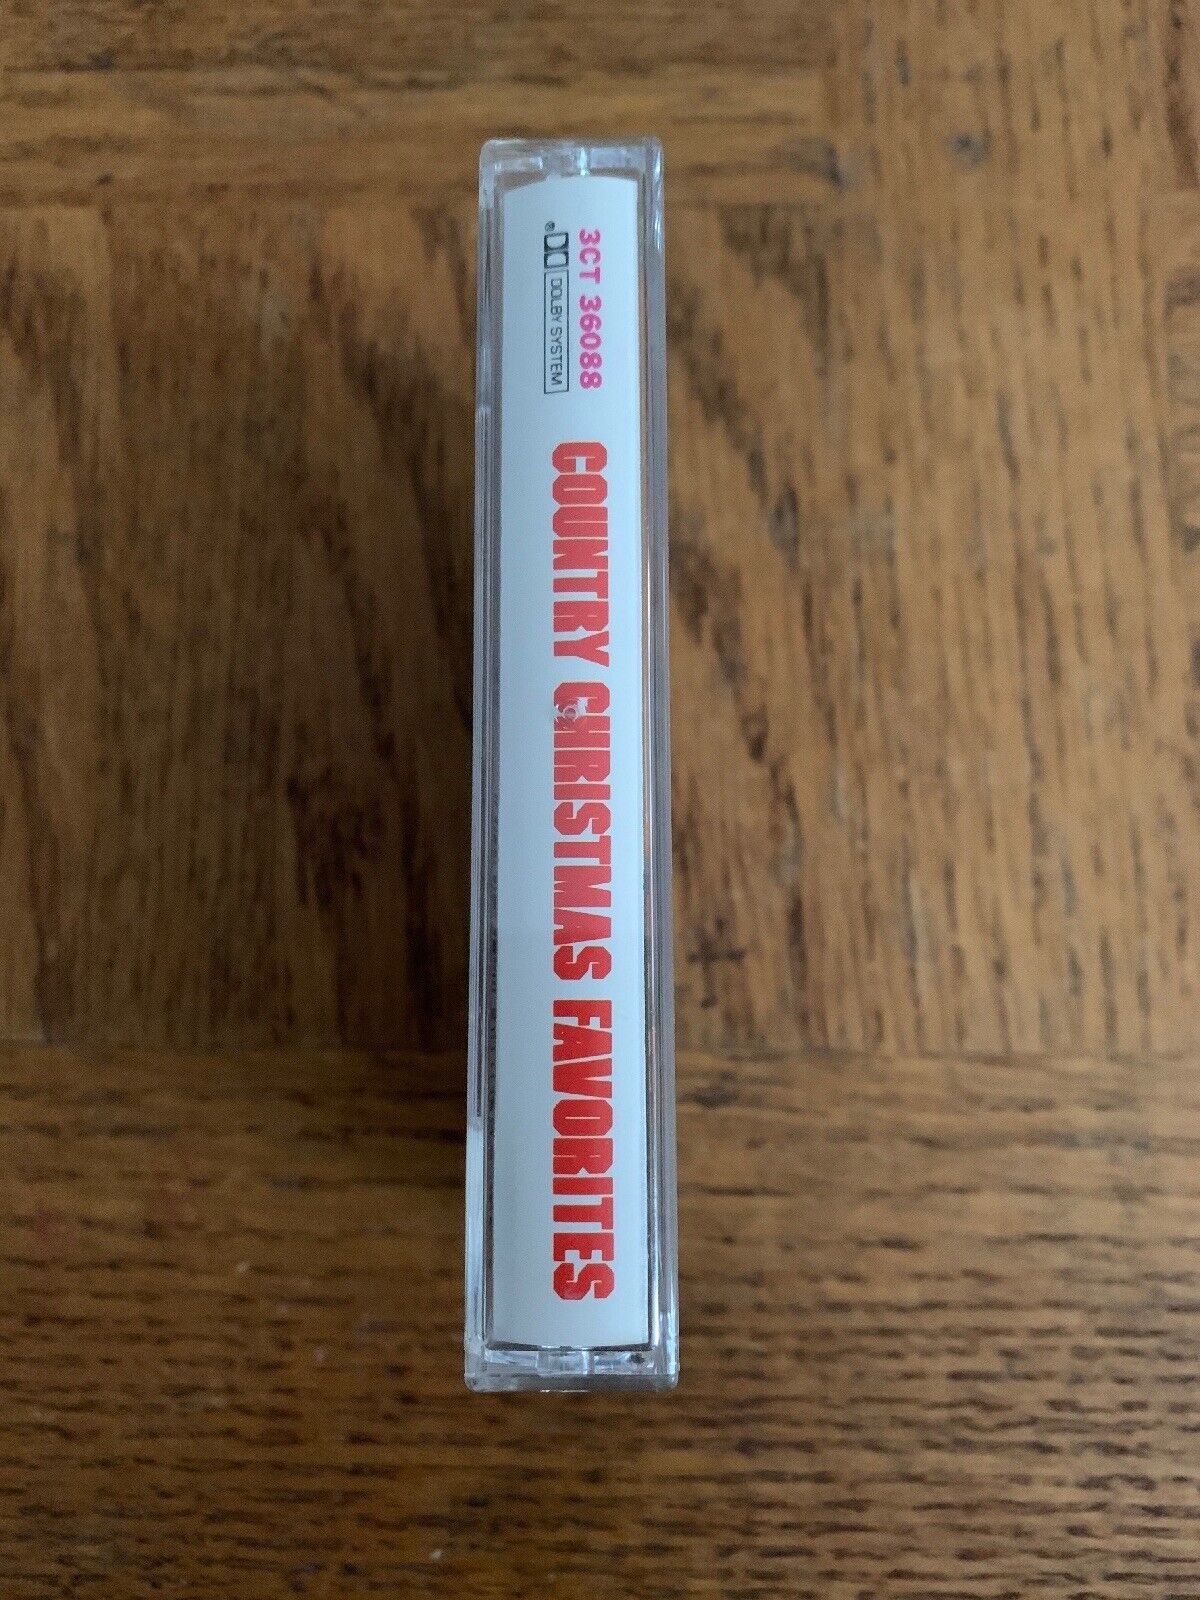 3CT 36088
® DOLBY SYSTEM
COUNTRY CHRISTMAS FAVORITES